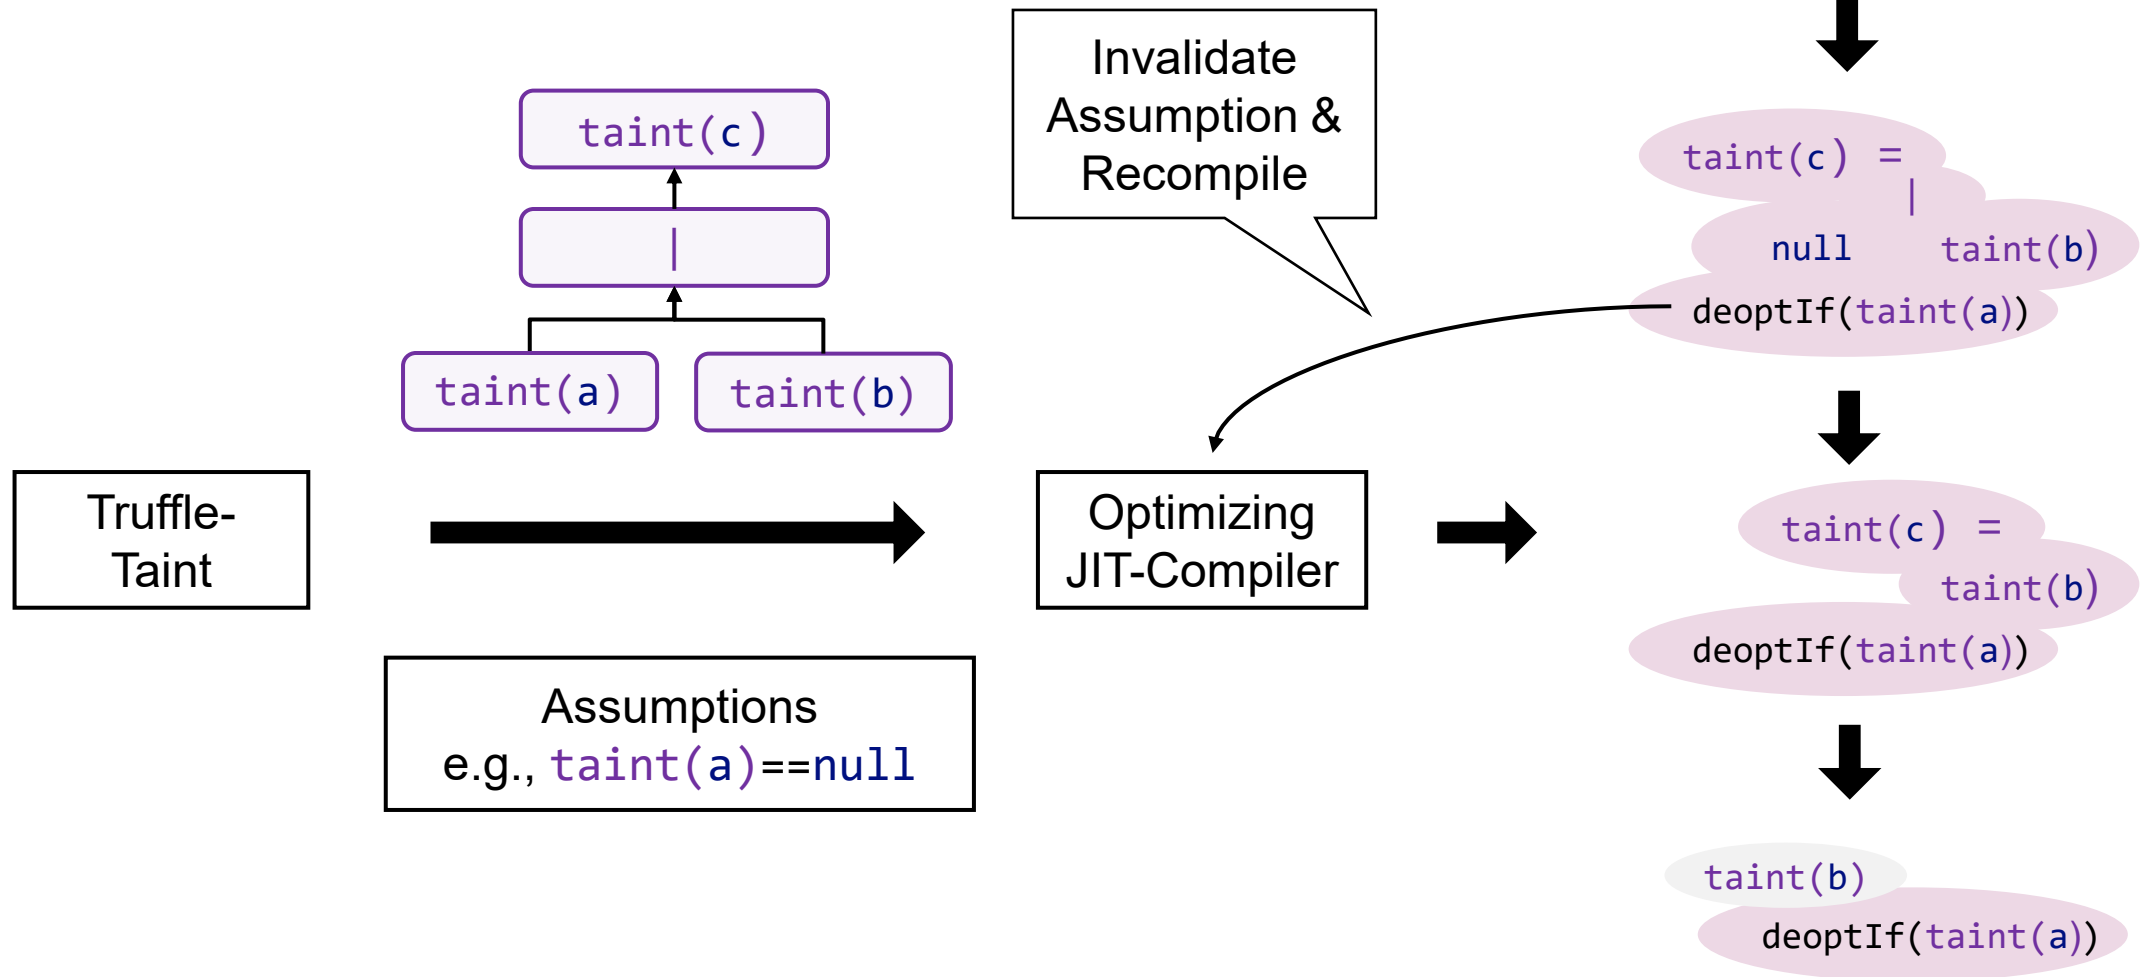 Invalidate
Assumption &
Recompile
taint(c)
|
taint(a)
taint(b)
Truffle-
Taint
Optimizing
JIT-Compiler
Assumptions
e.g., taint(a)==null
taint(c) =
|
null taint(b)
deoptIf(taint(a))
taint(c) =
taint(b)
deoptIf(taint(a))
taint(b)
deoptIf(taint(a))